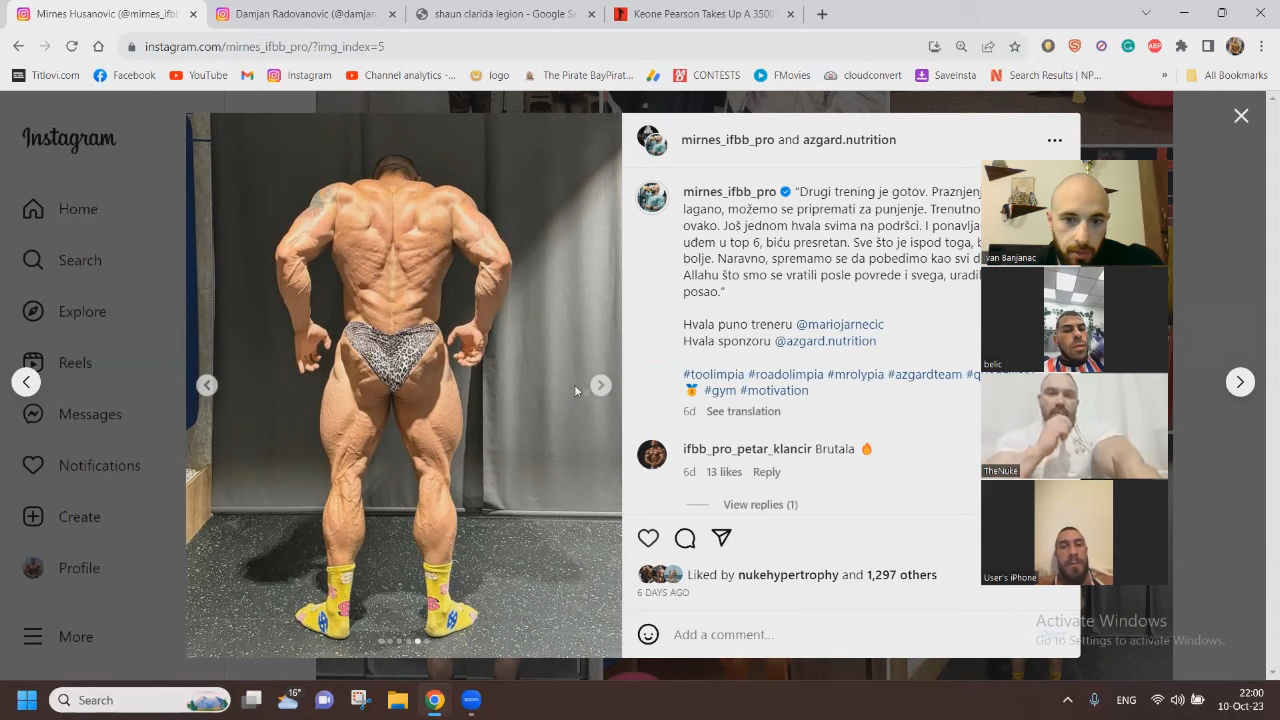 Mirnes Husanovic (@mirnes_ifbb
Damjan Radovanović (@damjan
shaun clarida legion - Google Se
Keone Pearson Takes Up A 3500
instagram.com/mirnes_ifbb_pro/?img_index=5
Titlovi.com
Facebook
YouTube
Instagram
Channel analytics -...
logo
The Pirate BayPirat...
CONTESTS
FMovies
cloudconvert
SaveInsta
Search Results | NP...
»
All Bookmarks
Instagram
Home
Search
Explore
Reels
Messages
Notifications
Create
Profile
More
mirnes_ifbb_pro and azgard.nutrition
mirnes_ifbb_pro "Drugi trening je gotov. Praznjen
lagano, možemo se pripremati za punjenje. Trenutno
ovako. Još jednom hvala svima na podršci. I ponavlja
uđem u top 6, biću presretan. Sve što je ispod toga, b
bolje. Naravno, spremamo se da pobedimo kao svi d
Allahu što smo se vratili posle povrede i svega, uradil
posao."
Hvala puno treneru @mariojarnecic
Hvala sponzoru @azgard.nutrition
#toolimpia #roadolimpia #mrolypia #azgardteam
#gym #motivation
6d See translation
ifbb_pro_petar_klancir Brutala
6d 13 likes Reply
View replies (1)
Liked by nukehypertrophy and 1,297 others
6 DAYS AGO
Add a comment...
van Banjanac
belic
TheNuke
User's iPhone
Activate Windows
Go to Settings to activate Windows.
Search
16°
zoom
ENG
22:00
10-Oct-23